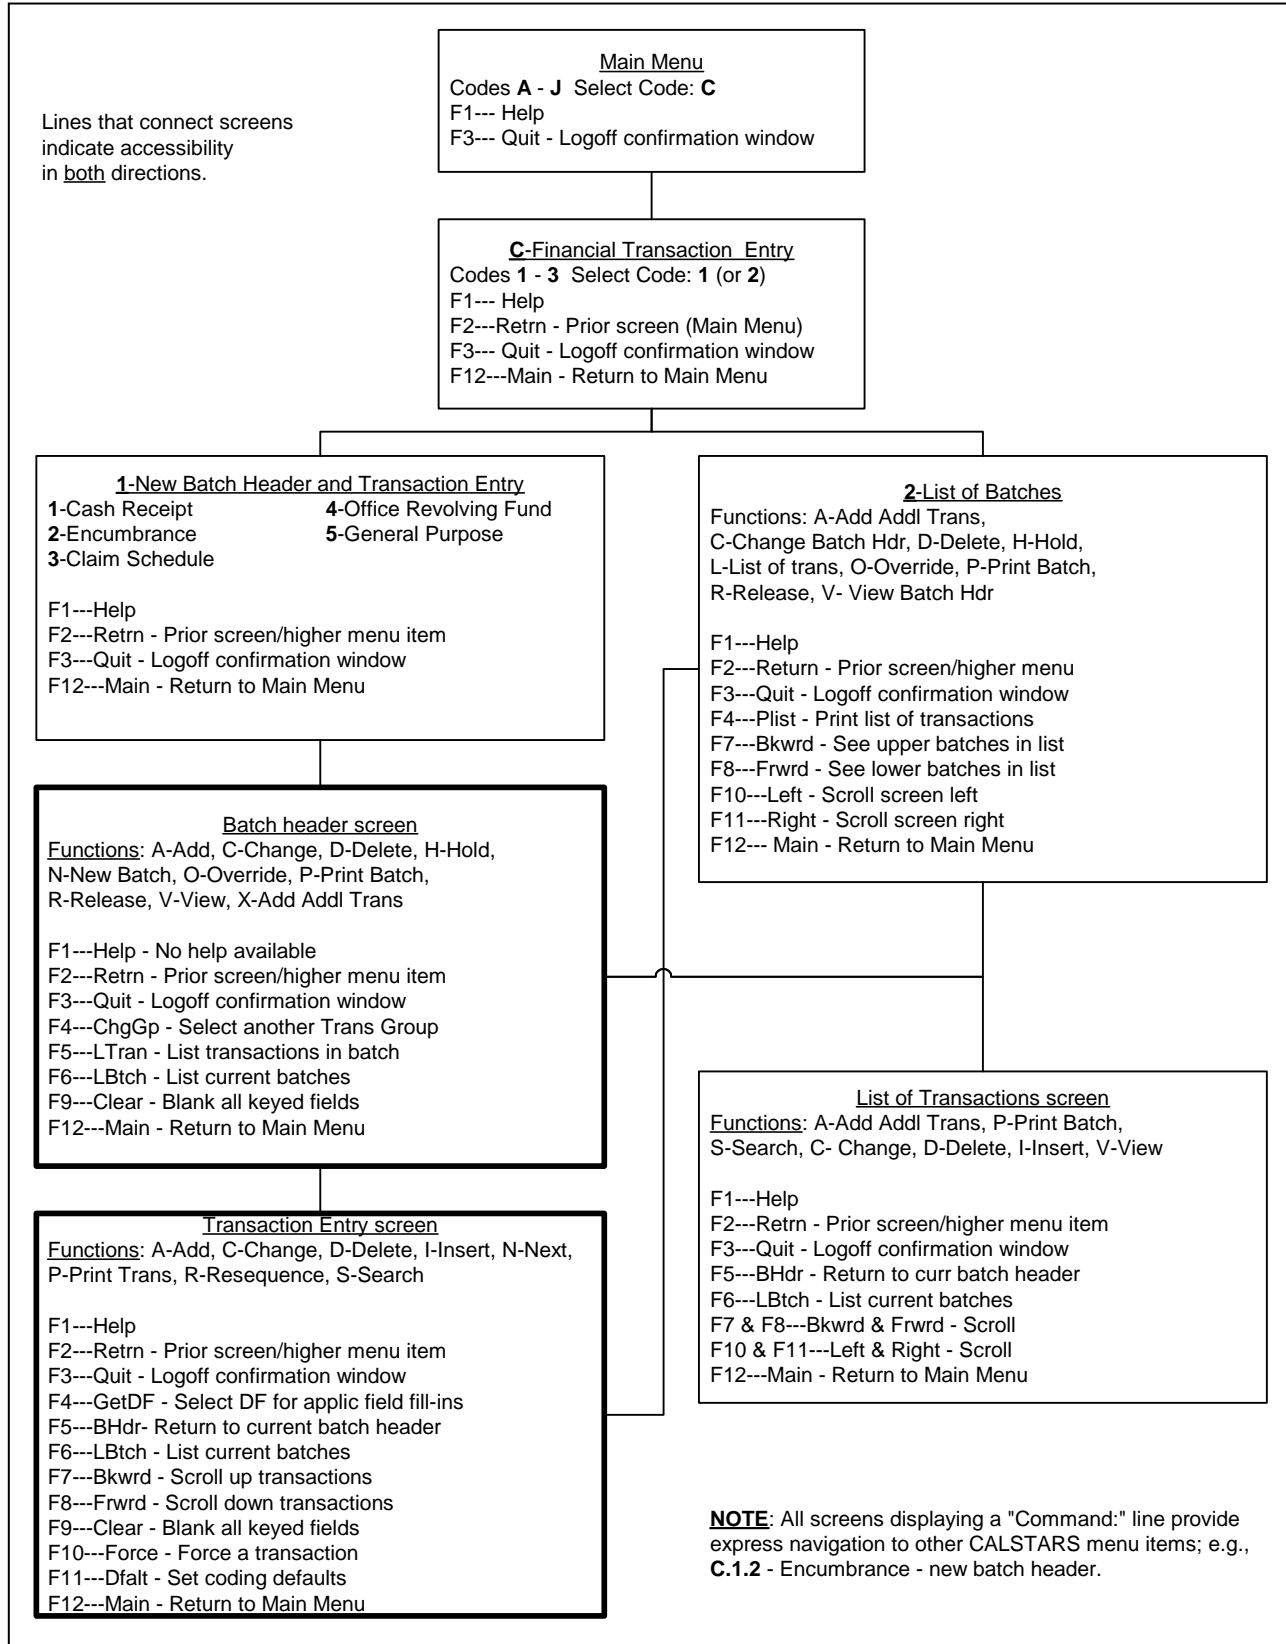 Main Menu
Codes A - J  Select Code: C
F1--- Help
F3--- Quit - Logoff confirmation window
Lines that connect screens
indicate accessibility
in both directions.
C-Financial Transaction  Entry
Codes 1 - 3  Select Code: 1 (or 2)
F1--- Help
F2---Retrn - Prior screen (Main Menu)
F3--- Quit - Logoff confirmation window
F12---Main - Return to Main Menu
1-New Batch Header and Transaction Entry
1-Cash Receipt 4-Office Revolving Fund
2-Encumbrance 5-General Purpose
3-Claim Schedule
F1---Help
F2---Retrn - Prior screen/higher menu item
F3---Quit - Logoff confirmation window
F12---Main - Return to Main Menu
2-List of Batches
Functions: A-Add Addl Trans,
C-Change Batch Hdr, D-Delete, H-Hold,
L-List of trans, O-Override, P-Print Batch,
R-Release, V- View Batch Hdr
F1---Help
F2---Return - Prior screen/higher menu
F3---Quit - Logoff confirmation window
F4---Plist - Print list of transactions
F7---Bkwrd - See upper batches in list
F8---Frwrd - See lower batches in list
F10---Left - Scroll screen left
F11---Right - Scroll screen right
F12--- Main - Return to Main Menu
Batch header screen
Functions: A-Add, C-Change, D-Delete, H-Hold,
N-New Batch, O-Override, P-Print Batch,
R-Release, V-View, X-Add Addl Trans
F1---Help - No help available
F2---Retrn - Prior screen/higher menu item
F3---Quit - Logoff confirmation window
F4---ChgGp - Select another Trans Group
F5---LTran - List transactions in batch
F6---LBtch - List current batches
F9---Clear - Blank all keyed fields
F12---Main - Return to Main Menu
List of Transactions screen
Functions: A-Add Addl Trans, P-Print Batch,
S-Search, C- Change, D-Delete, I-Insert, V-View
F1---Help
F2---Retrn - Prior screen/higher menu item
F3---Quit - Logoff confirmation window
F5---BHdr - Return to curr batch header
F6---LBtch - List current batches
F7 & F8---Bkwrd & Frwrd - Scroll
F10 & F11---Left & Right - Scroll
F12---Main - Return to Main Menu
Transaction Entry screen
Functions: A-Add, C-Change, D-Delete, I-Insert, N-Next,
P-Print Trans, R-Resequence, S-Search
F1---Help
F2---Retrn - Prior screen/higher menu item
F3---Quit - Logoff confirmation window
F4---GetDF - Select DF for applic field fill-ins
F5---BHdr- Return to current batch header
F6---LBtch - List current batches
F7---Bkwrd - Scroll up transactions
F8---Frwrd - Scroll down transactions
F9---Clear - Blank all keyed fields
F10---Force - Force a transaction
F11---Dfalt - Set coding defaults
F12---Main - Return to Main Menu
NOTE: All screens displaying a "Command:" line provide
express navigation to other CALSTARS menu items; e.g.,
C.1.2 - Encumbrance - new batch header.